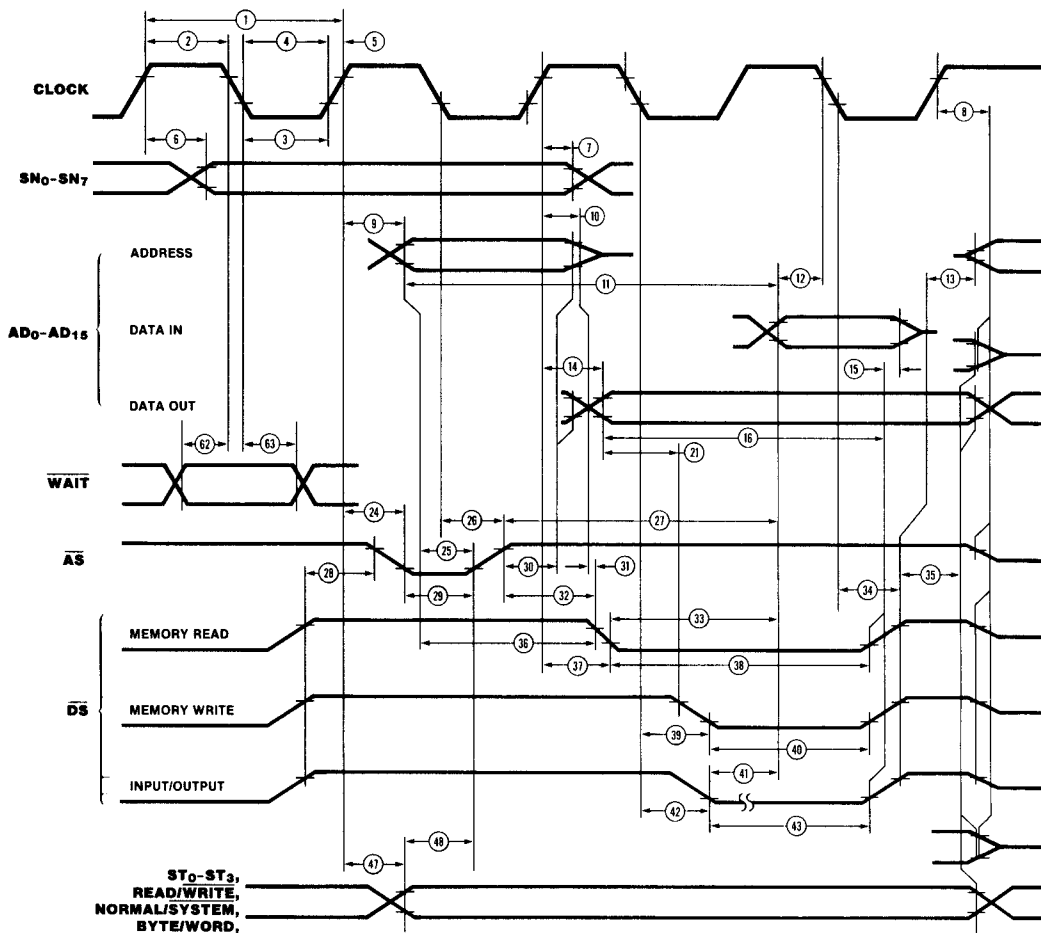 1
2
4
5
CLOCK
8
6
3
7
SN0-SN7
9
10
ADDRESS
11
12
13
DATA IN
AD0-AD15
14
15
DATA OUT
16
62
63
21
WAIT
24
26
27
AS
25
30
31
28
29
32
34
35
33
MEMORY READ
36
37
38
DS
MEMORY WRITE
39
40
41
INPUT/OUTPUT
42
43
48
47
ST0-ST3,
READ/WRITE,
NORMAL/SYSTEM,
BYTE/WORD,